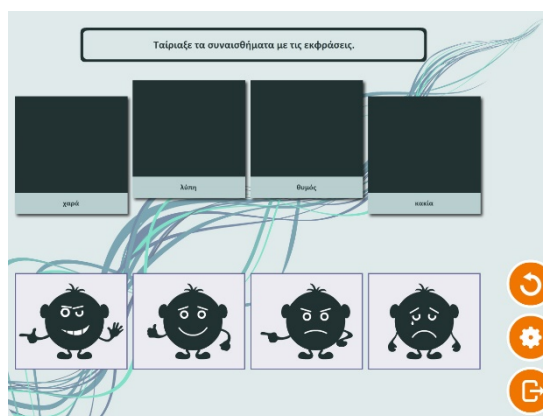 Ταίριαξε τα συναισθήματα με τις εκφράσεις.
χαρά
λύπη
θυμός
κακία